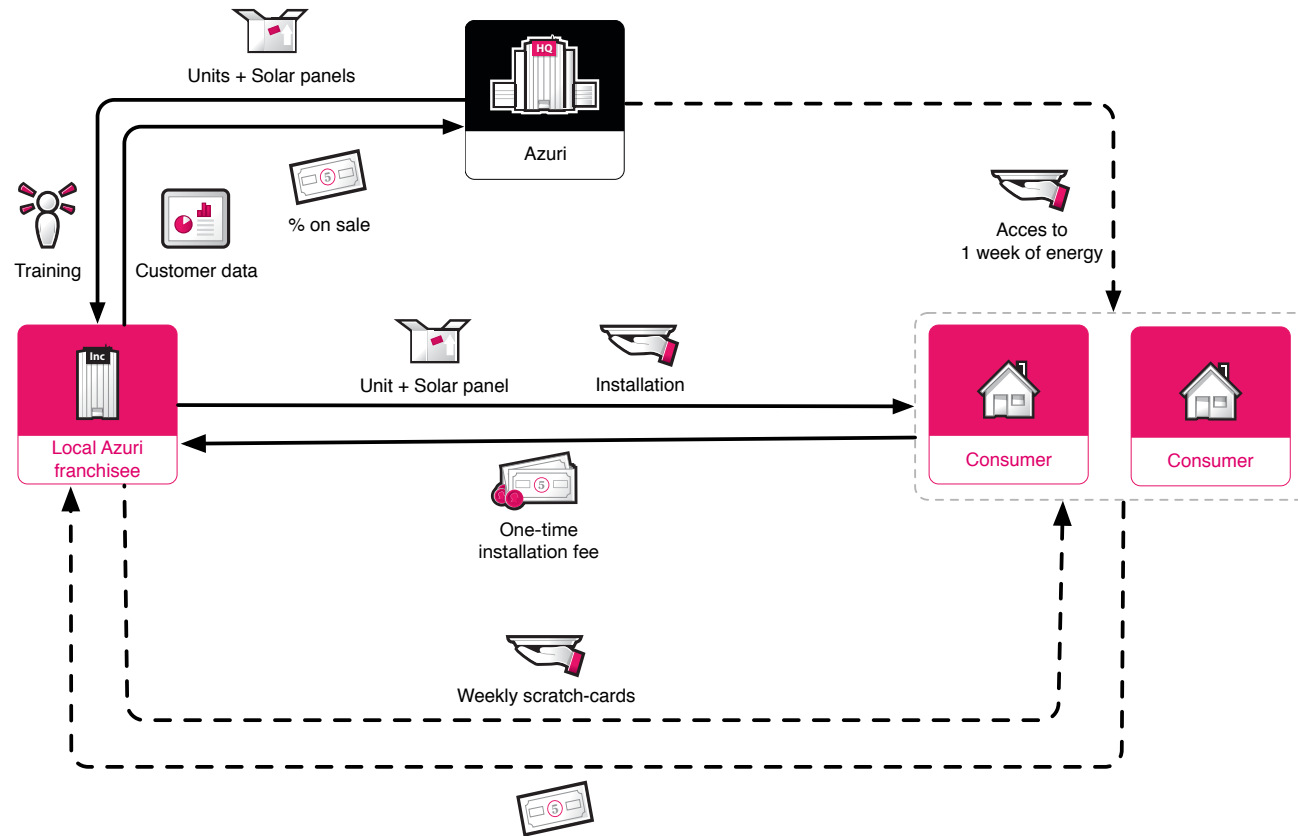 Units + Solar panels
HQ
Azuri
5
% on sale
Training
Customer data
Acces to
1 week of energy
Inc
Local Azuri
franchisee
Unit + Solar panel
Installation
Consumer
Consumer
5
One-time
installation fee
Weekly scratch-cards
5